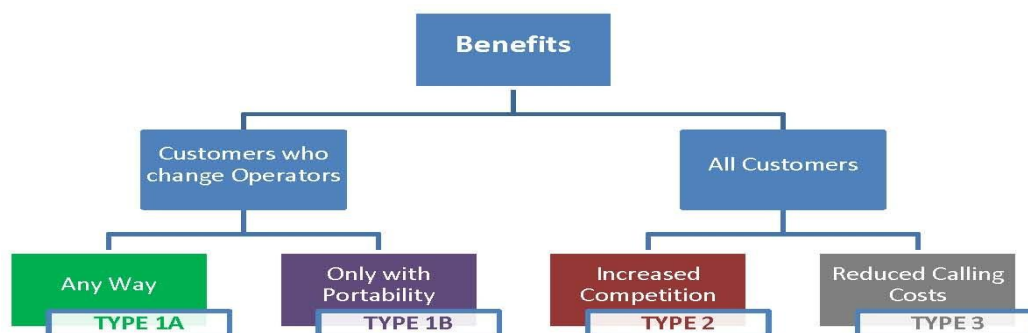 Benefits
Customers who
change Operators
All Customers
Any Way
TYPE 1A
Only with
Portability
TYPE 1B
Increased
Competition
TYPE 2
Reduced Calling
Costs
TYPE 3